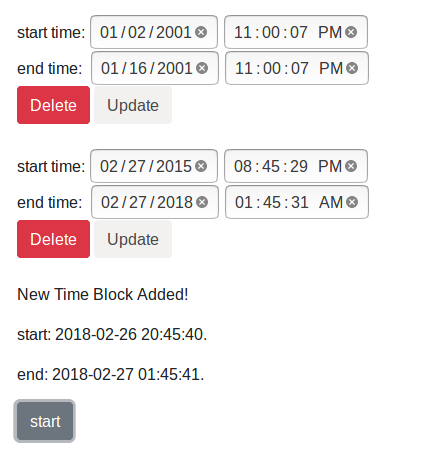 start time: 01/02/2001 11:00:07 PM
end time: 01/16/2001 11:00:07 PM
Delete Update
start time: 02/27/2015 08:45:29 PM
end time: 02/27/2018 01:45:31 AM
Delete Update
New Time Block Added!
start: 2018-02-26 20:45:40.
end: 2018-02-27 01:45:41.
start